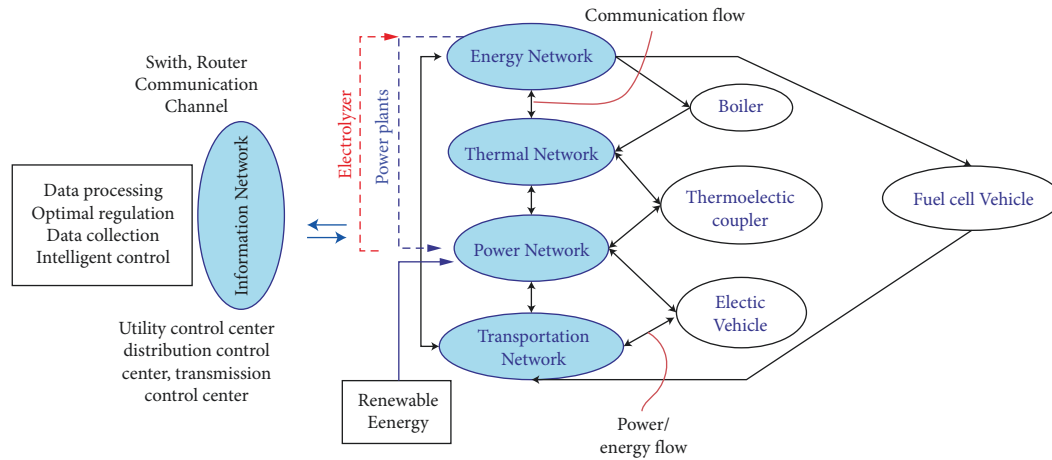 Communication flow
Swith, Router
Communication
Channel
Information Network
Data processing
Optimal regulation
Data collection
Intelligent control
Utility control center
distribution control
center, transmission
control center
Electrolyzer
Power plants
Energy Network
Boiler
Thermal Network
Thermoelectic
coupler
Fuel cell Vehicle
Power Network
Electic
Vehicle
Transportation
Network
Renewable
Eenergy
Power/
energy flow